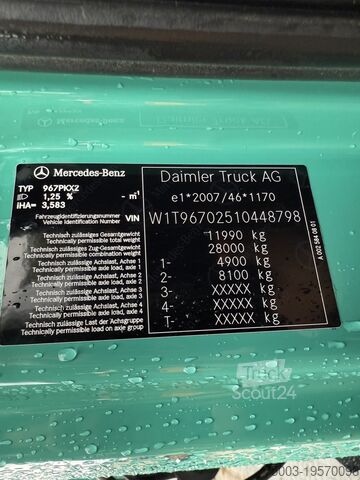 Mercedes-Benz Daimler Truck AG
TYP 967PKX2
① 1,25 % - m⁻¹ e1*2007/46*1170
iHA= 3,583
Fahrzeugidentifizierungsnummer
Vehicle Identification Number VIN W1T96702510448798
Technisch zulässiges Gesamtgewicht
Technically permissible total weight 11990 kg
Technisch zulässiges Zug-Gesamtgewicht
Technically permissible combination weight 28000 kg
Technisch zulässige Achslast, Achse 1
Technically permissible axle load, axle 1 1- 4900 kg
Technisch zulässige Achslast, Achse 2
Technically permissible axle load, axle 2 2- 8100 kg
Technisch zulässige Achslast, Achse 3
Technically permissible axle load, axle 3 3- XXXXX kg
Technisch zulässige Achslast, Achse 4
Technically permissible axle load, axle 4 4- XXXXX kg
Technisch zulässige Last der Achsgruppe
Technically permissible load on axle group T- XXXXX kg
A 002 584 09 01
Truck
Scout24